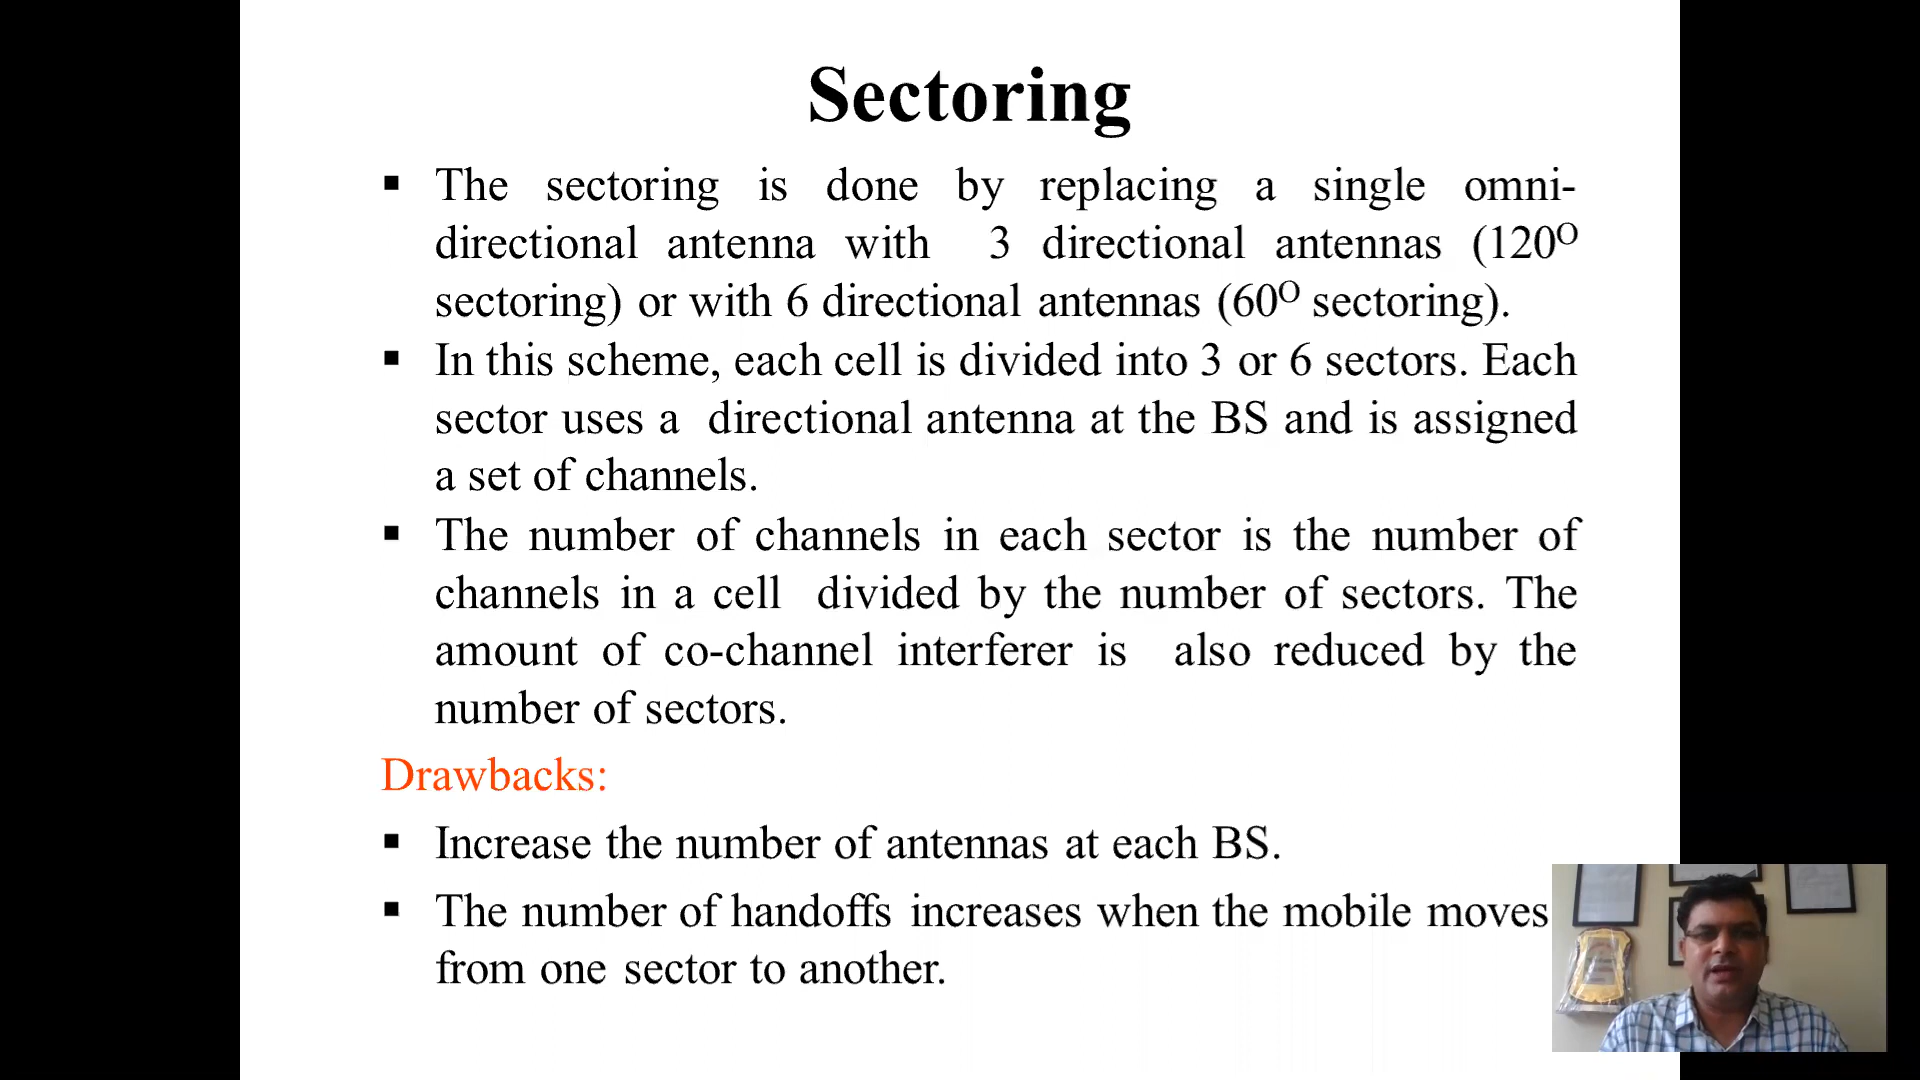 Sectoring
▪ The sectoring is done by replacing a single omni-
directional antenna with 3 directional antennas (120ᴼ
sectoring) or with 6 directional antennas (60ᴼ sectoring).
▪ In this scheme, each cell is divided into 3 or 6 sectors. Each
sector uses a directional antenna at the BS and is assigned
a set of channels.
▪ The number of channels in each sector is the number of
channels in a cell divided by the number of sectors. The
amount of co-channel interferer is also reduced by the
number of sectors.
Drawbacks:
▪ Increase the number of antennas at each BS.
▪ The number of handoffs increases when the mobile moves
from one sector to another.